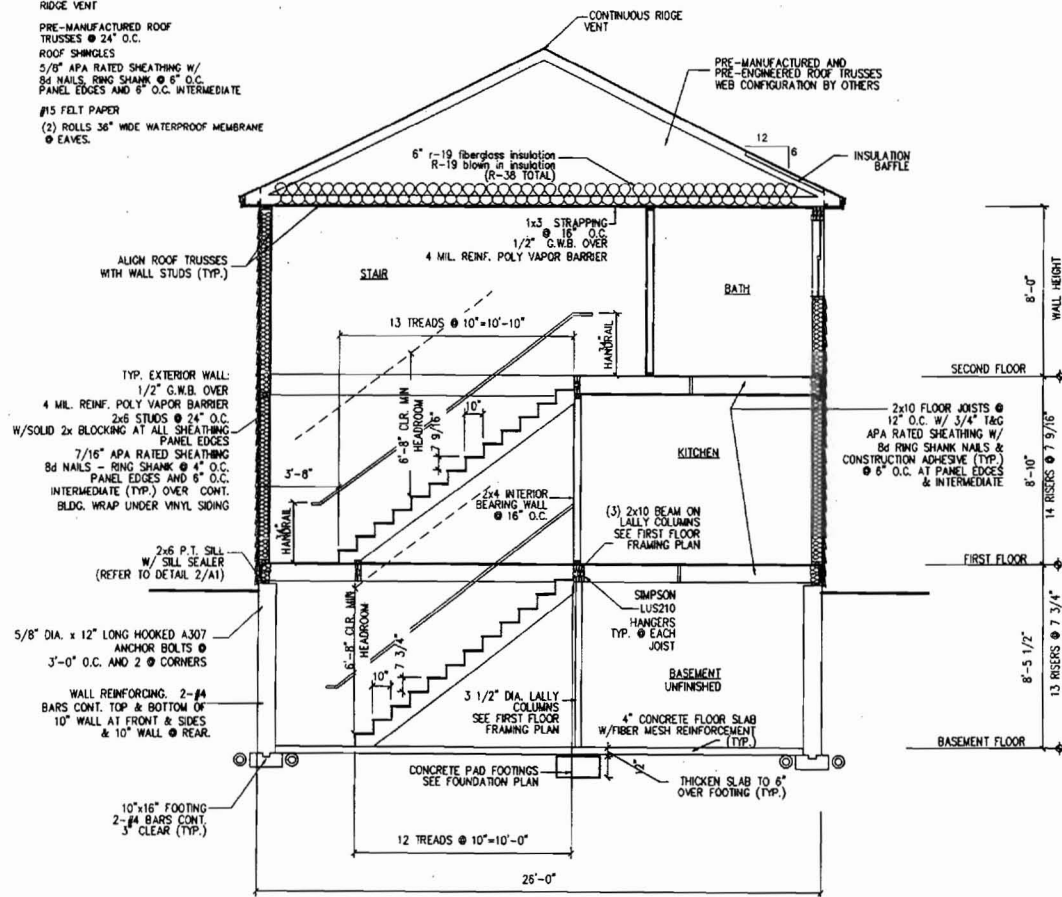 RIDGE VENT
PRE-MANUFACTURED ROOF
TRUSSES @ 24" O.C.
ROOF SHINGLES
5/8" APA RATED SHEATHING W/
8d NAILS, RING SHANK @ 6" O.C.
PANEL EDGES AND 6" O.C. INTERMEDIATE
#15 FELT PAPER
(2) ROLLS 36" WIDE WATERPROOF MEMBRANE
@ EAVES.
CONTINUOUS RIDGE
VENT
PRE-MANUFACTURED AND
PRE-ENGINEERED ROOF TRUSSES
WEB CONFIGURATION BY OTHERS
12
6
INSULATION
BAFFLE
6" r-19 fiberglass insulation
R-19 blown in insulation
(R-38 TOTAL)
1x3 STRAPPING
@ 16" O.C.
1/2" G.W.B. OVER
4 MIL. REINF. POLY VAPOR BARRIER
ALIGN ROOF TRUSSES
WITH WALL STUDS (TYP.)
STAIR
BATH
8'-0"
WALL HEIGHT
13 TREADS @ 10"=10'-10"
34"
HANDRAIL
SECOND FLOOR
TYP. EXTERIOR WALL:
1/2" G.W.B. OVER
4 MIL. REINF. POLY VAPOR BARRIER
2x6 STUDS @ 24" O.C.
W/SOLID 2x BLOCKING AT ALL SHEATHING
PANEL EDGES
7/16" APA RATED SHEATHING
8d NAILS - RING SHANK @ 4" O.C.
PANEL EDGES AND 6" O.C.
INTERMEDIATE (TYP.) OVER CONT.
BLDG. WRAP UNDER VINYL SIDING
6'-8" CLR. MIN
HEADROOM
10"
7 9/16"
3'-8"
34"
HANDRAIL
2x4 INTERIOR
BEARING WALL
@ 16" O.C.
KITCHEN
2x10 FLOOR JOISTS @
12" O.C. W/ 3/4" T&G
APA RATED SHEATHING W/
8d RING SHANK NAILS &
CONSTRUCTION ADHESIVE (TYP.)
@ 6" O.C. AT PANEL EDGES
& INTERMEDIATE
8'-10"
14 RISERS @ 7 9/16"
(3) 2x10 BEAM ON
LALLY COLUMNS
SEE FIRST FLOOR
FRAMING PLAN
2x6 P.T. SILL
W/ SILL SEALER
(REFER TO DETAIL 2/A1)
FIRST FLOOR
SIMPSON
LUS210
HANGERS
TYP. @ EACH
JOIST
5/8" DIA. x 12" LONG HOOKED A307
ANCHOR BOLTS @
3'-0" O.C. AND 2 @ CORNERS
6'-8" CLR. MIN
HEADROOM
10"
7 3/4"
BASEMENT
UNFINISHED
8'-5 1/2"
13 RISERS @ 7 3/4"
WALL REINFORCING. 2-#4
BARS CONT. TOP & BOTTOM OF
10" WALL AT FRONT & SIDES
& 10" WALL @ REAR.
3 1/2" DIA. LALLY
COLUMNS
SEE FIRST FLOOR
FRAMING PLAN
4" CONCRETE FLOOR SLAB
W/FIBER MESH REINFORCEMENT
(TYP.)
BASEMENT FLOOR
CONCRETE PAD FOOTINGS
SEE FOUNDATION PLAN
12"
THICKEN SLAB TO 6"
OVER FOOTING (TYP.)
10"x16" FOOTING
2-#4 BARS CONT.
3" CLEAR (TYP.)
12 TREADS @ 10"=10'-0"
26'-0"